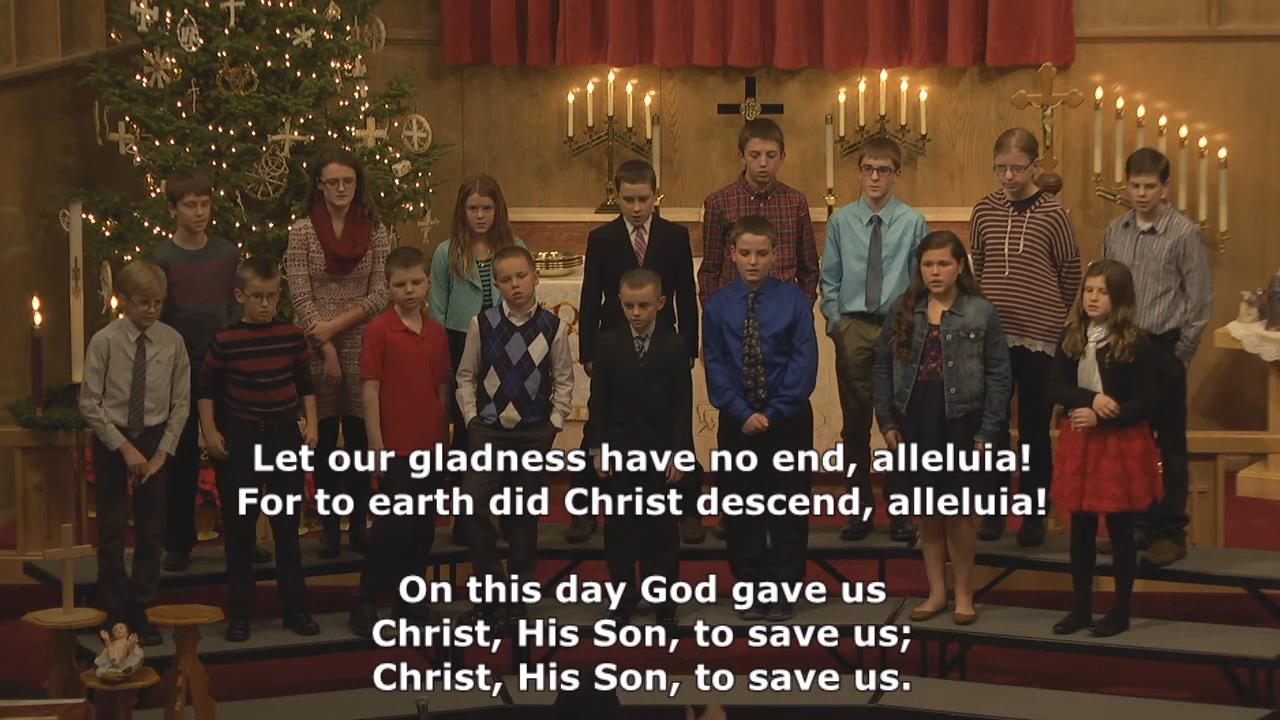 Let our gladness have no end, alleluia!
For to earth did Christ descend, alleluia!
On this day God gave us
Christ, His Son, to save us;
Christ, His Son, to save us.